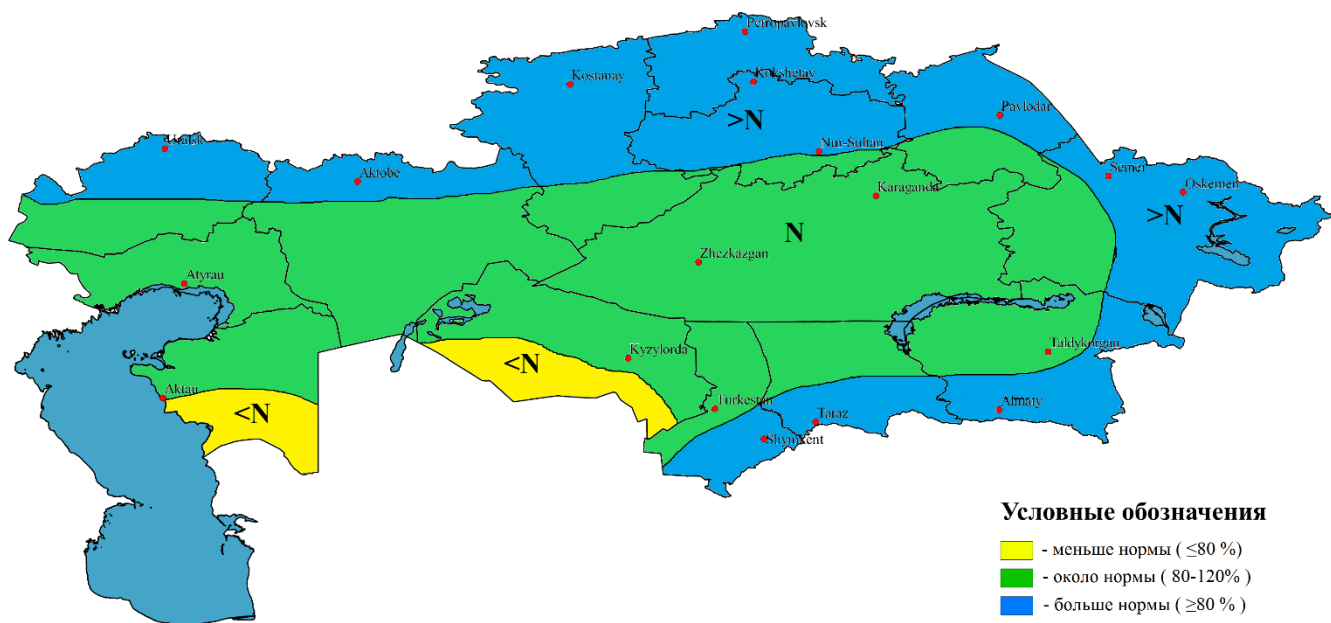 Petropavlovsk
Kostanay
Kokshetay
Pavlodar
>N
Uralsk
Nur-Sultan
Aktobe
Semei
Oskemen
Karaganda
>N
N
Zhezkazgan
Atyrau
Kyzylorda
<N
Taldykorgan
Aktau
<N
Turkestan
Taraz
Almaty
Shymkent
Условные обозначения
- меньше нормы ( ≤80 %)
- около нормы ( 80-120% )
- больше нормы ( ≥80 % )